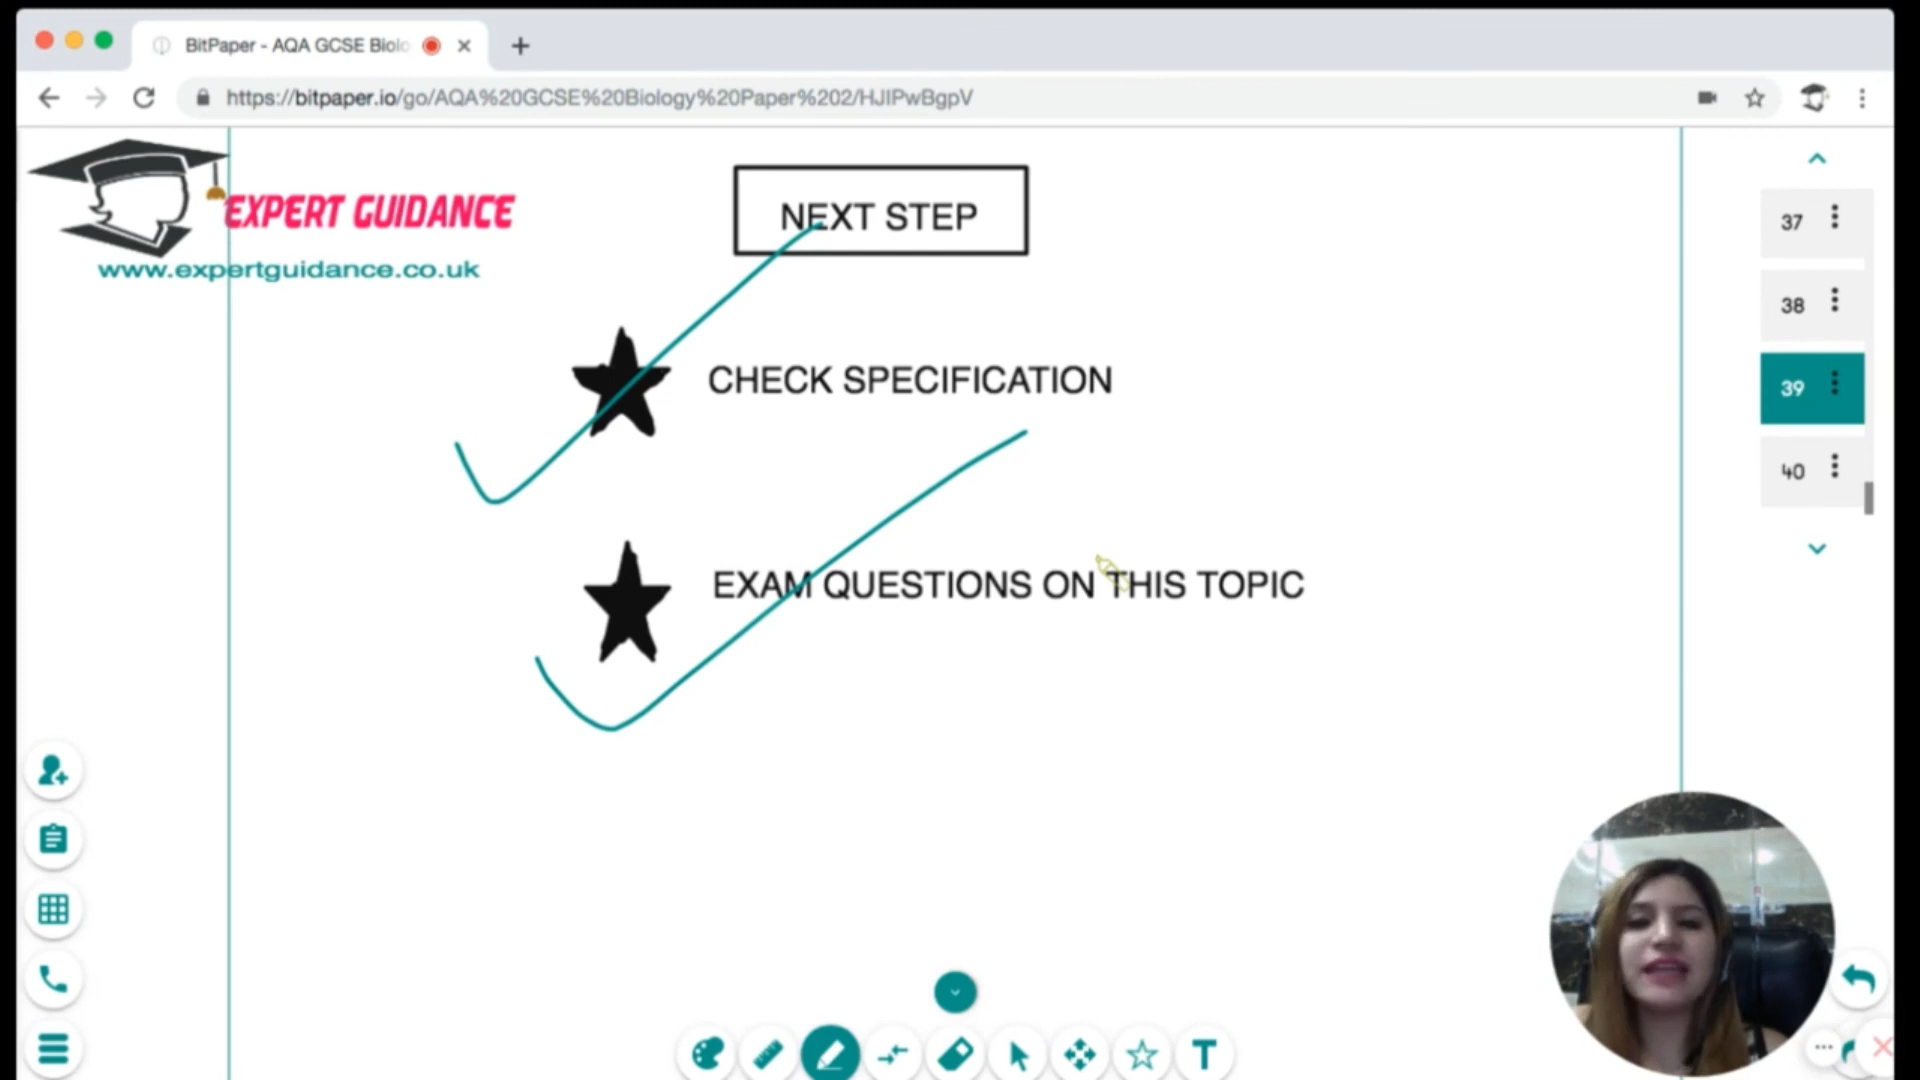 BitPaper - AQA GCSE Biolo
https://bitpaper.io/go/AQA%20GCSE%20Biology%20Paper%202/HJIPwBgpV
EXPERT GUIDANCE
www.expertguidance.co.uk
NEXT STEP
CHECK SPECIFICATION
EXAM QUESTIONS ON THIS TOPIC
37
38
39
40
T